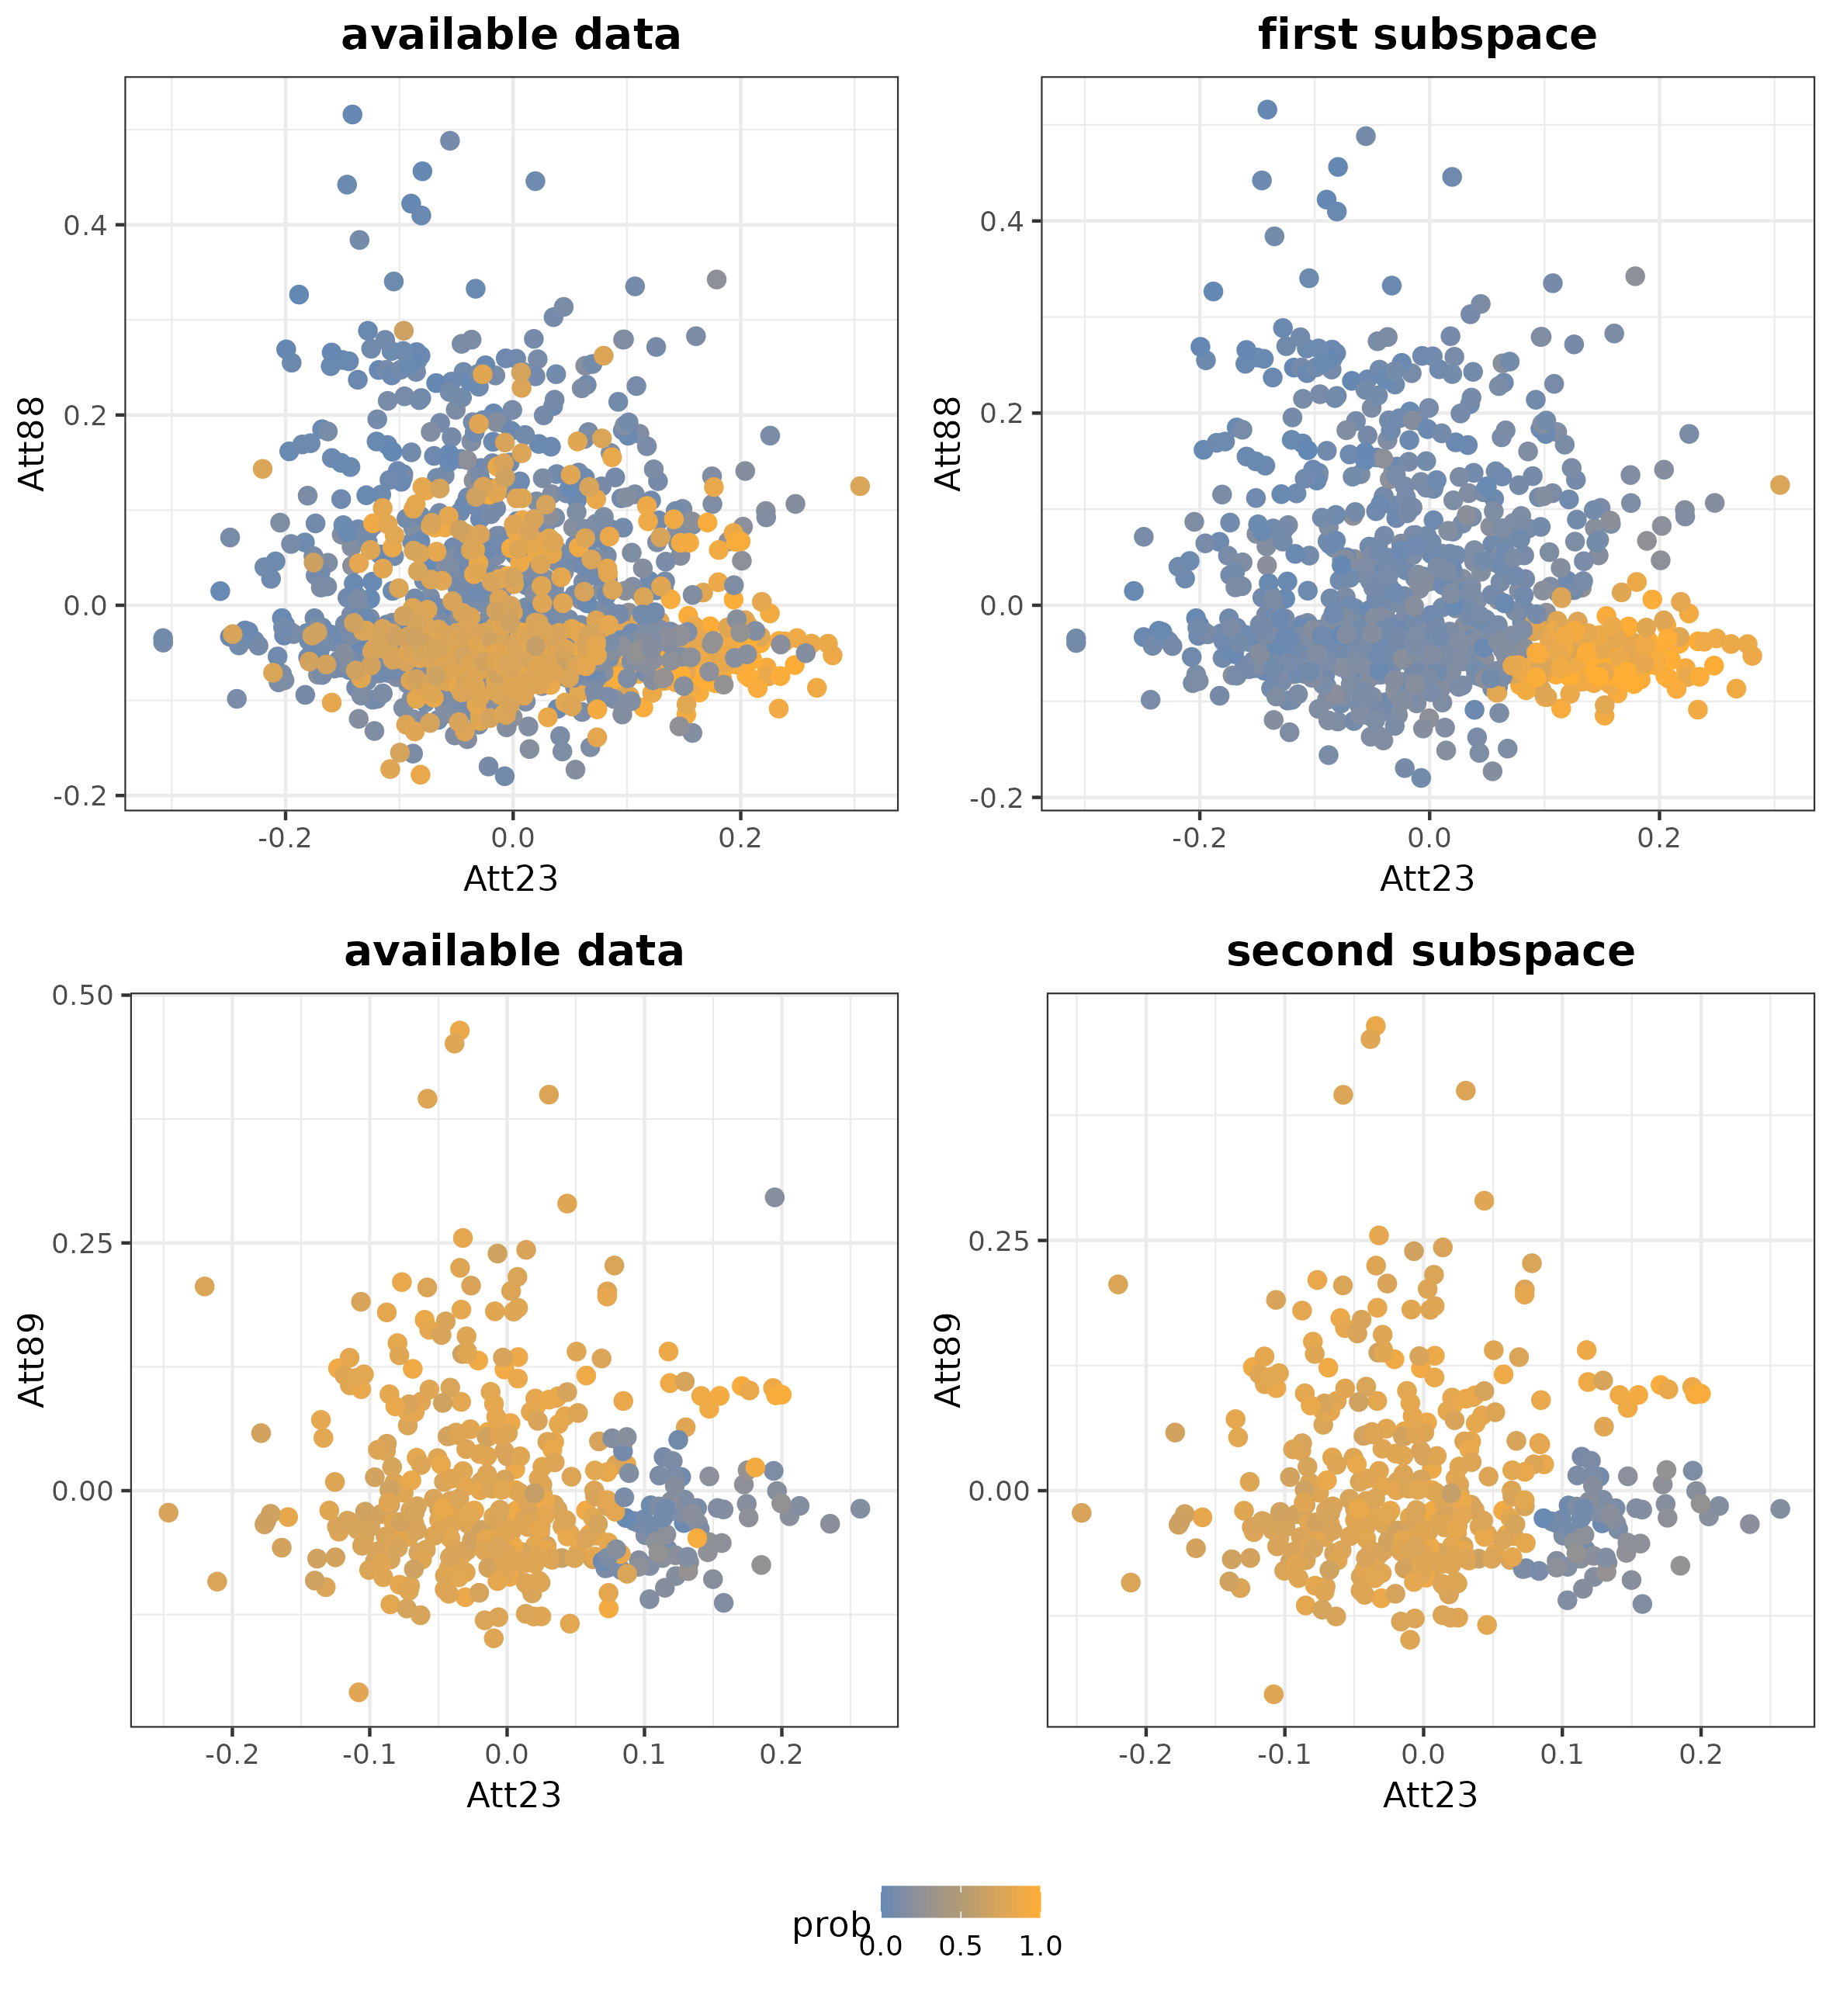 available data
first subspace
Att88
0.4
0.2
0.0
-0.2
-0.2 0.0 0.2
Att23
Att88
0.4
0.2
0.0
-0.2
-0.2 0.0 0.2
Att23
available data
second subspace
Att89
0.50
0.25
0.00
-0.2 -0.1 0.0 0.1 0.2
Att23
Att89
0.25
0.00
-0.2 -0.1 0.0 0.1 0.2
Att23
prob
0.0 0.5 1.0